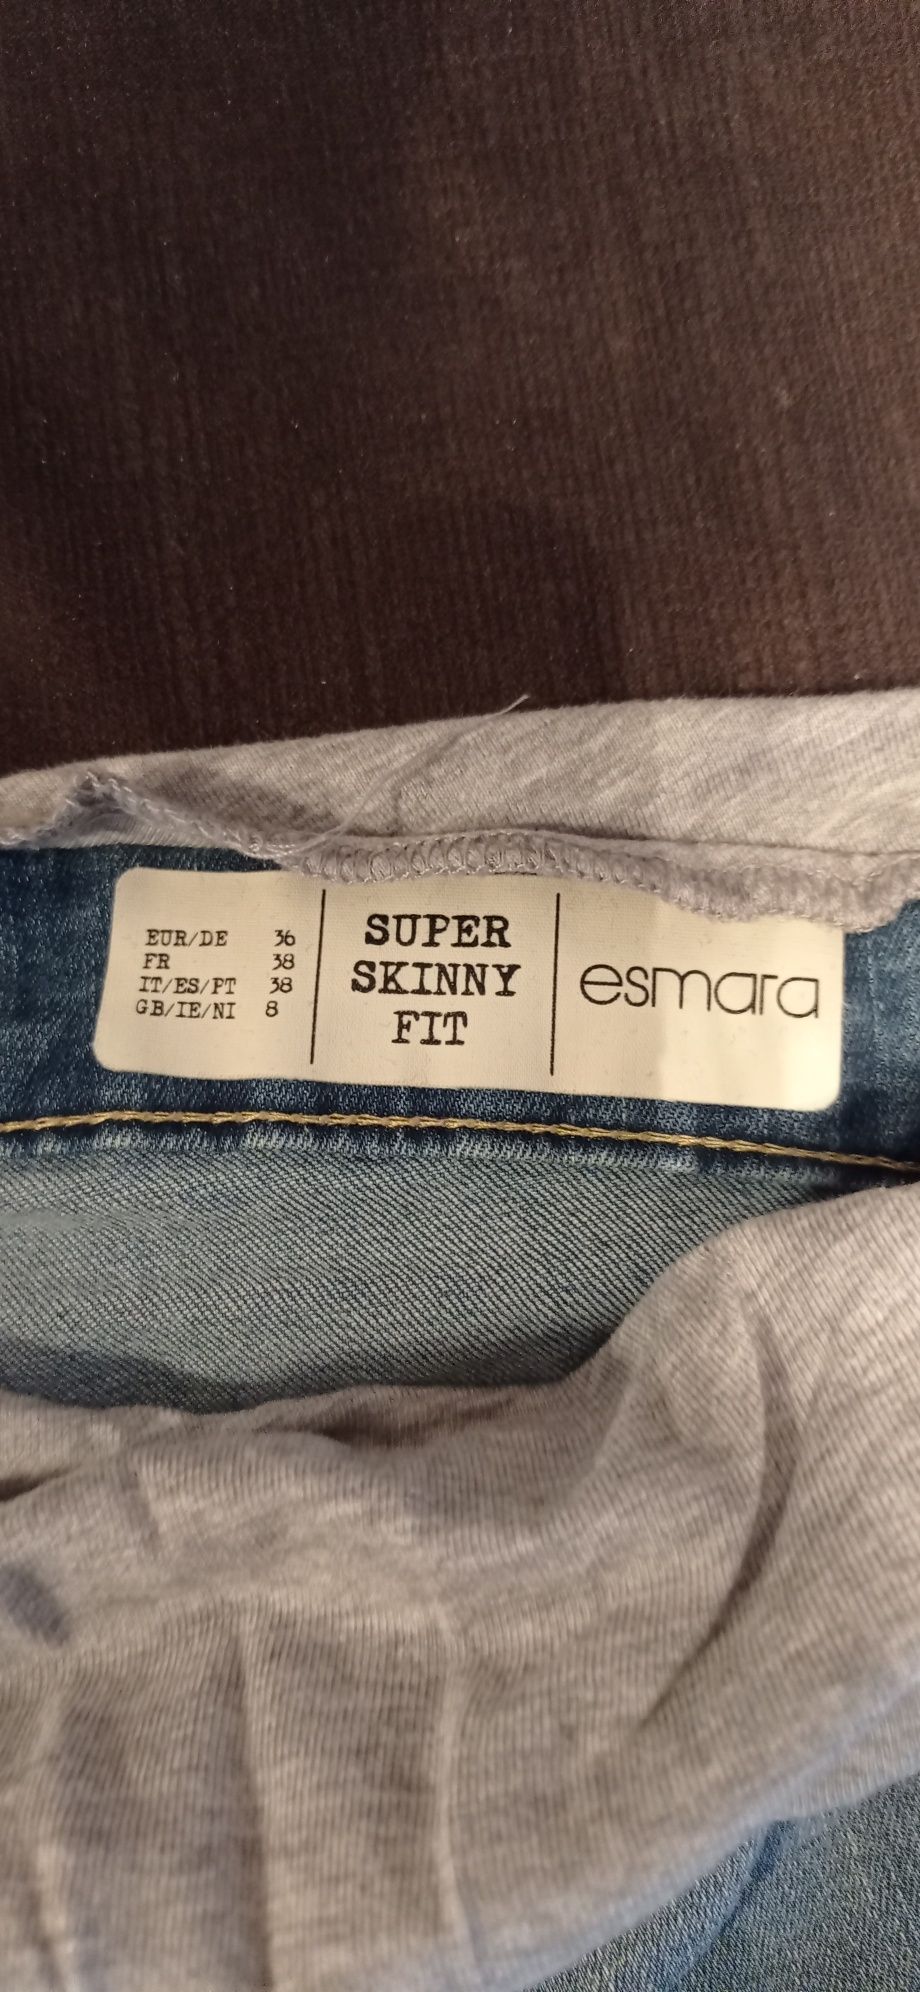 EUR/DE 36
FR 38
IT/ES/PT 38
GB/IE/NI 8
SUPER
SKINNY
FIT
esmara